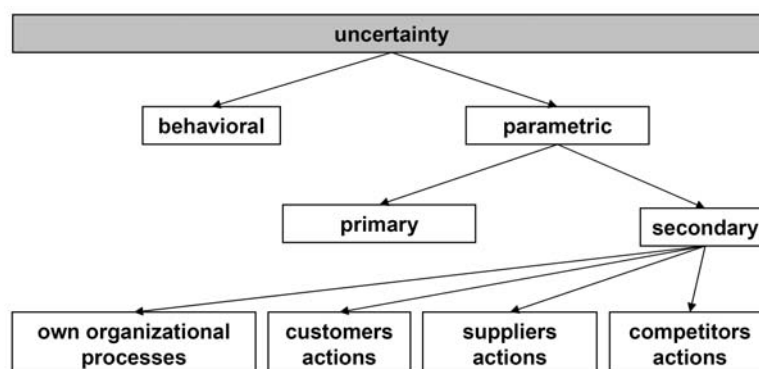 uncertainty
behavioral
parametric
primary
secondary
own organizational
processes
customers
actions
suppliers
actions
competitors
actions